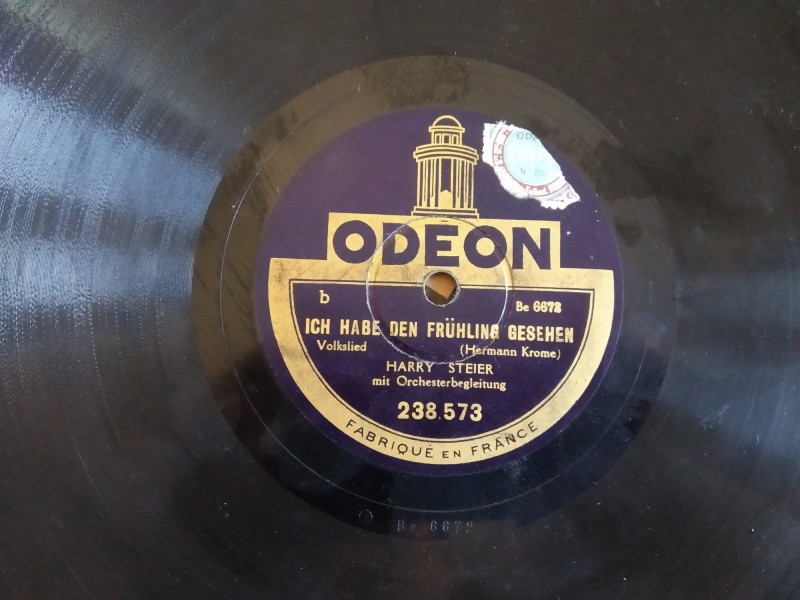 ODEON
b
Be 6672
ICH HABE DEN FRÜHLING GESEHEN
Volkslied (Hermann Krome)
HARRY STEIER
mit Orchesterbegleitung
238.573
FABRIQUÉ EN FRANCE
Be 6672